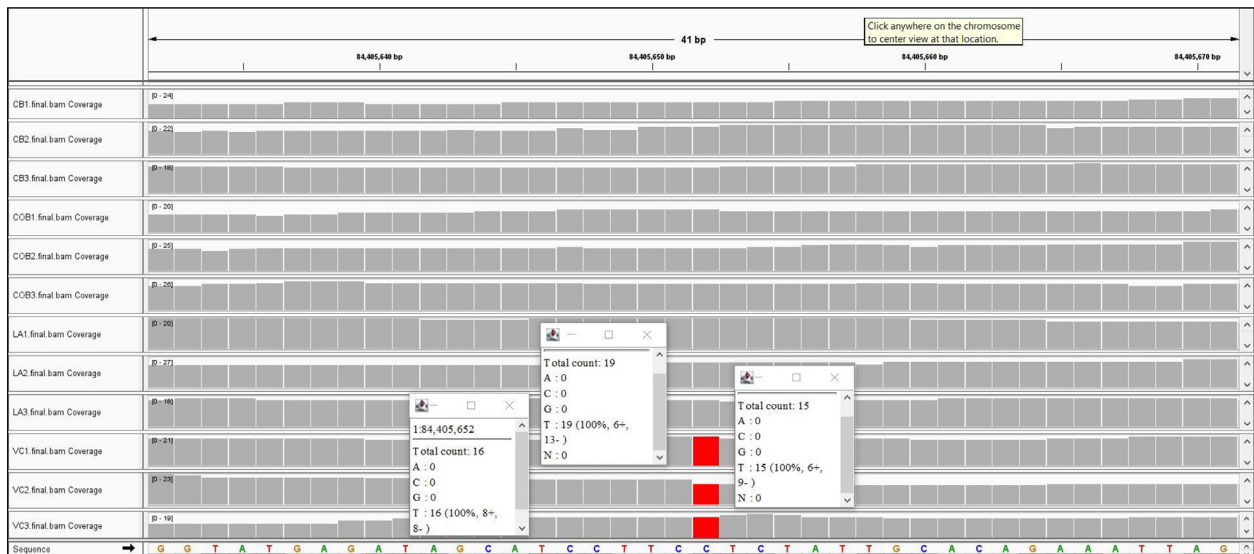 Click anywhere on the chromosome
to center view at that location.
41 bp
84,405,640 bp 84,405,650 bp 84,405,660 bp 84,405,670 bp
CB1.final.bam Coverage [0 - 24]
CB2.final.bam Coverage [0 - 22]
CB3.final.bam Coverage [0 - 18]
COB1.final.bam Coverage [0 - 20]
COB2.final.bam Coverage [0 - 25]
COB3.final.bam Coverage [0 - 26]
LA1.final.bam Coverage [0 - 20]
LA2.final.bam Coverage [0 - 27]
LA3.final.bam Coverage [0 - 18]
VC1.final.bam Coverage [0 - 21]
VC2.final.bam Coverage [0 - 23]
VC3.final.bam Coverage [0 - 19]
Total count: 19
A : 0
C : 0
G : 0
T : 19 (100%, 6+,
13- )
N : 0
Total count: 15
A : 0
C : 0
G : 0
T : 15 (100%, 6+,
9- )
N : 0
1:84,405,652
Total count: 16
A : 0
C : 0
G : 0
T : 16 (100%, 8+,
8- )
Sequence G G T A T G A G A T A G C A T C C T T C C T C T A T T G C A C A G A A A T T A G